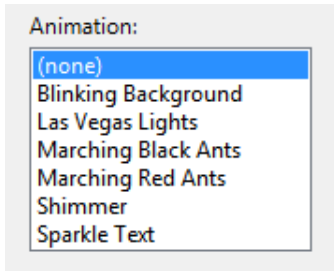 Animation:
(none)
Blinking Background
Las Vegas Lights
Marching Black Ants
Marching Red Ants
Shimmer
Sparkle Text